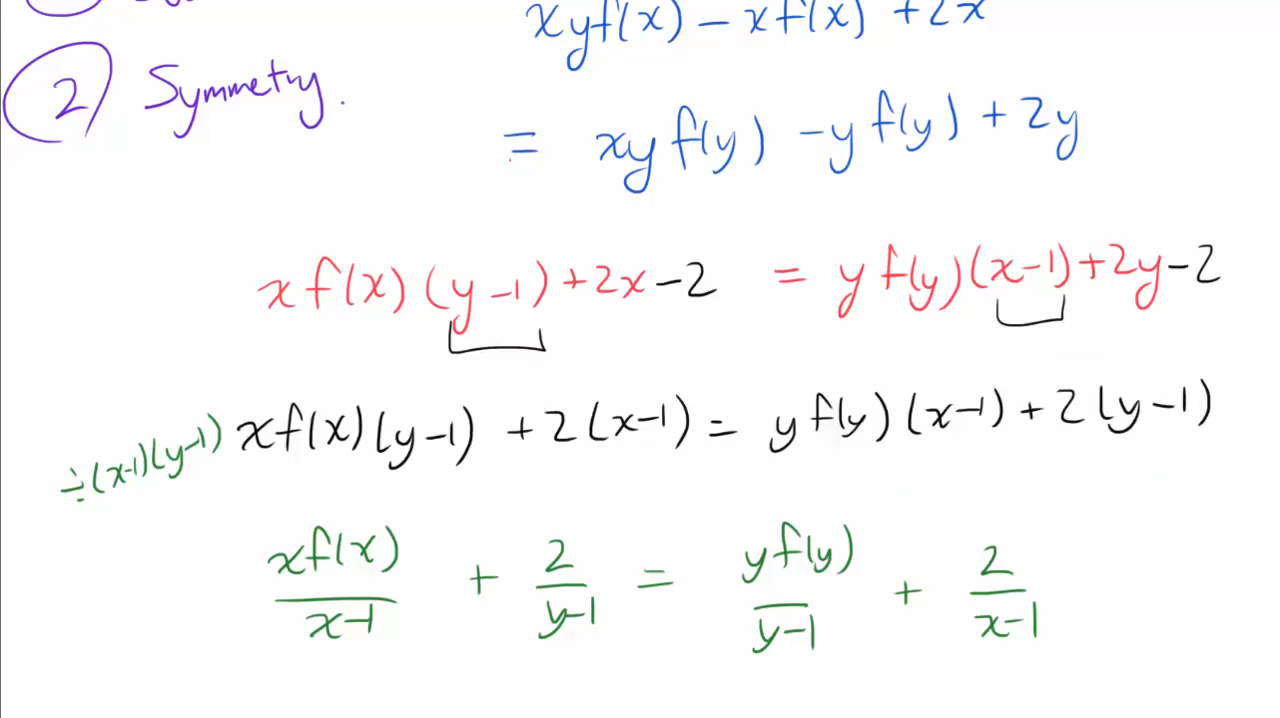 xyf(x) - xf(x) + 2x
2) Symmetry.
= xy f(y) - y f(y) + 2y
x f(x) (y-1) + 2x - 2 = y f(y) (x-1) + 2y - 2
÷(x-1)(y-1) xf(x)(y-1) + 2(x-1) = y f(y) (x-1) + 2(y-1)
xf(x)/x-1 + 2/y-1 = yf(y)/y-1 + 2/x-1